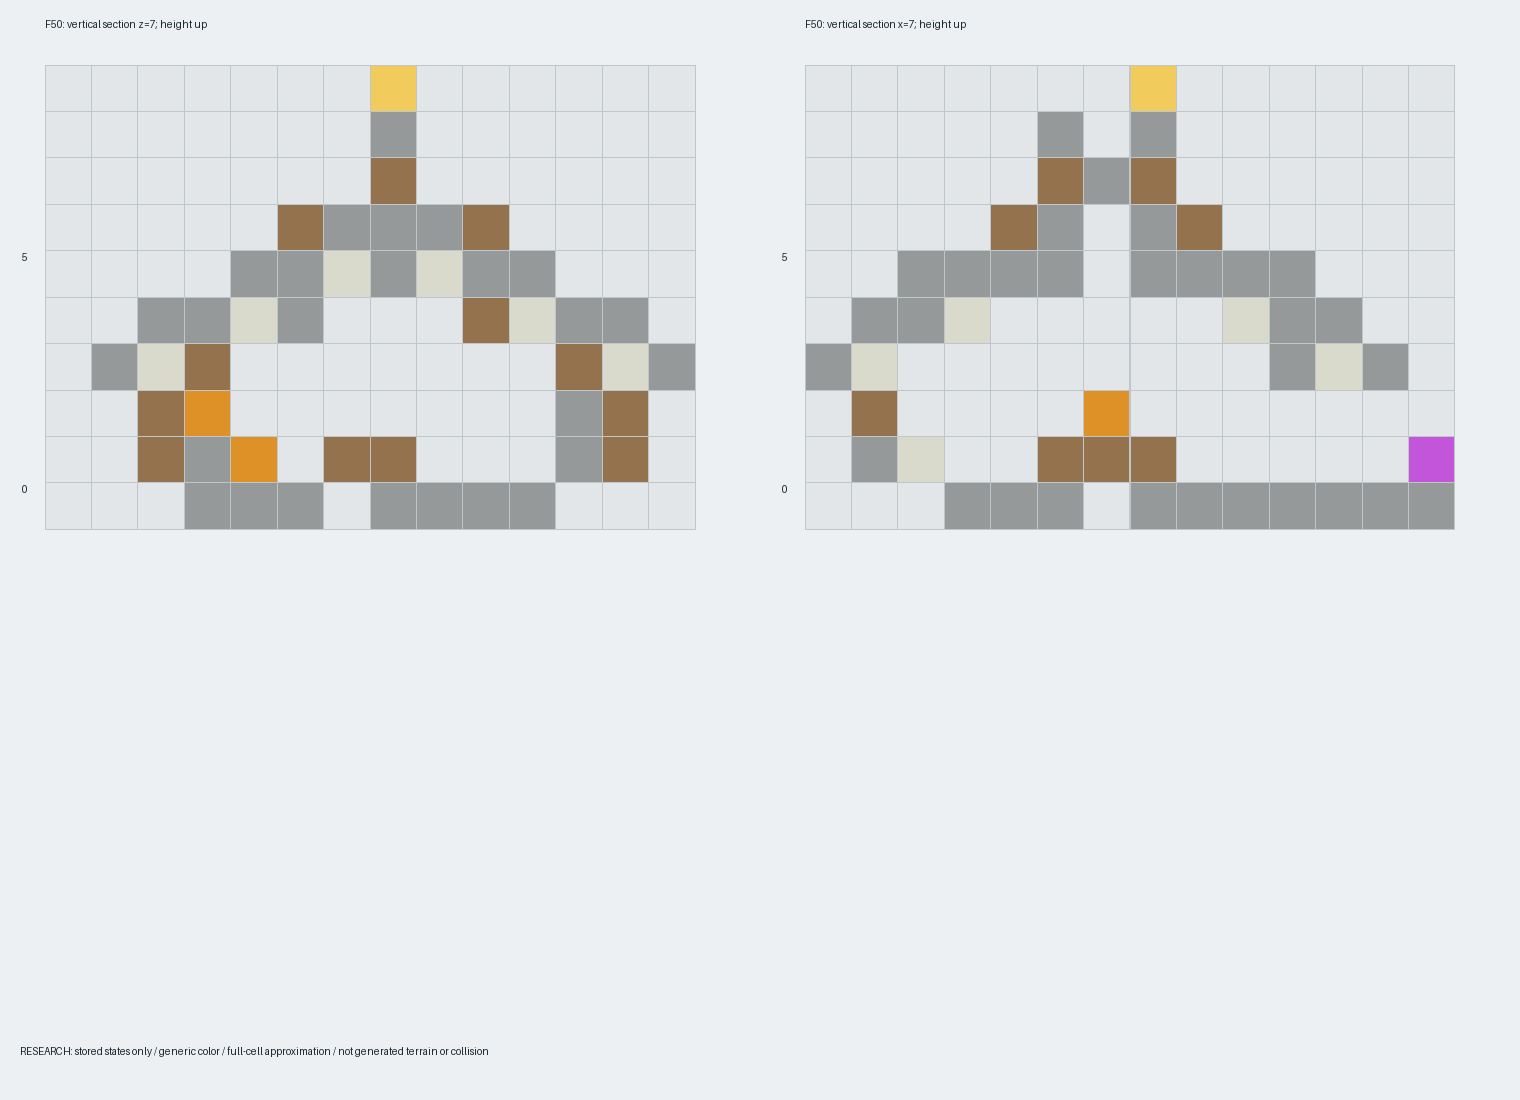 F50: vertical section z=7; height up
F50: vertical section x=7; height up
5
5
0
0
RESEARCH: stored states only / generic color / full-cell approximation / not generated terrain or collision